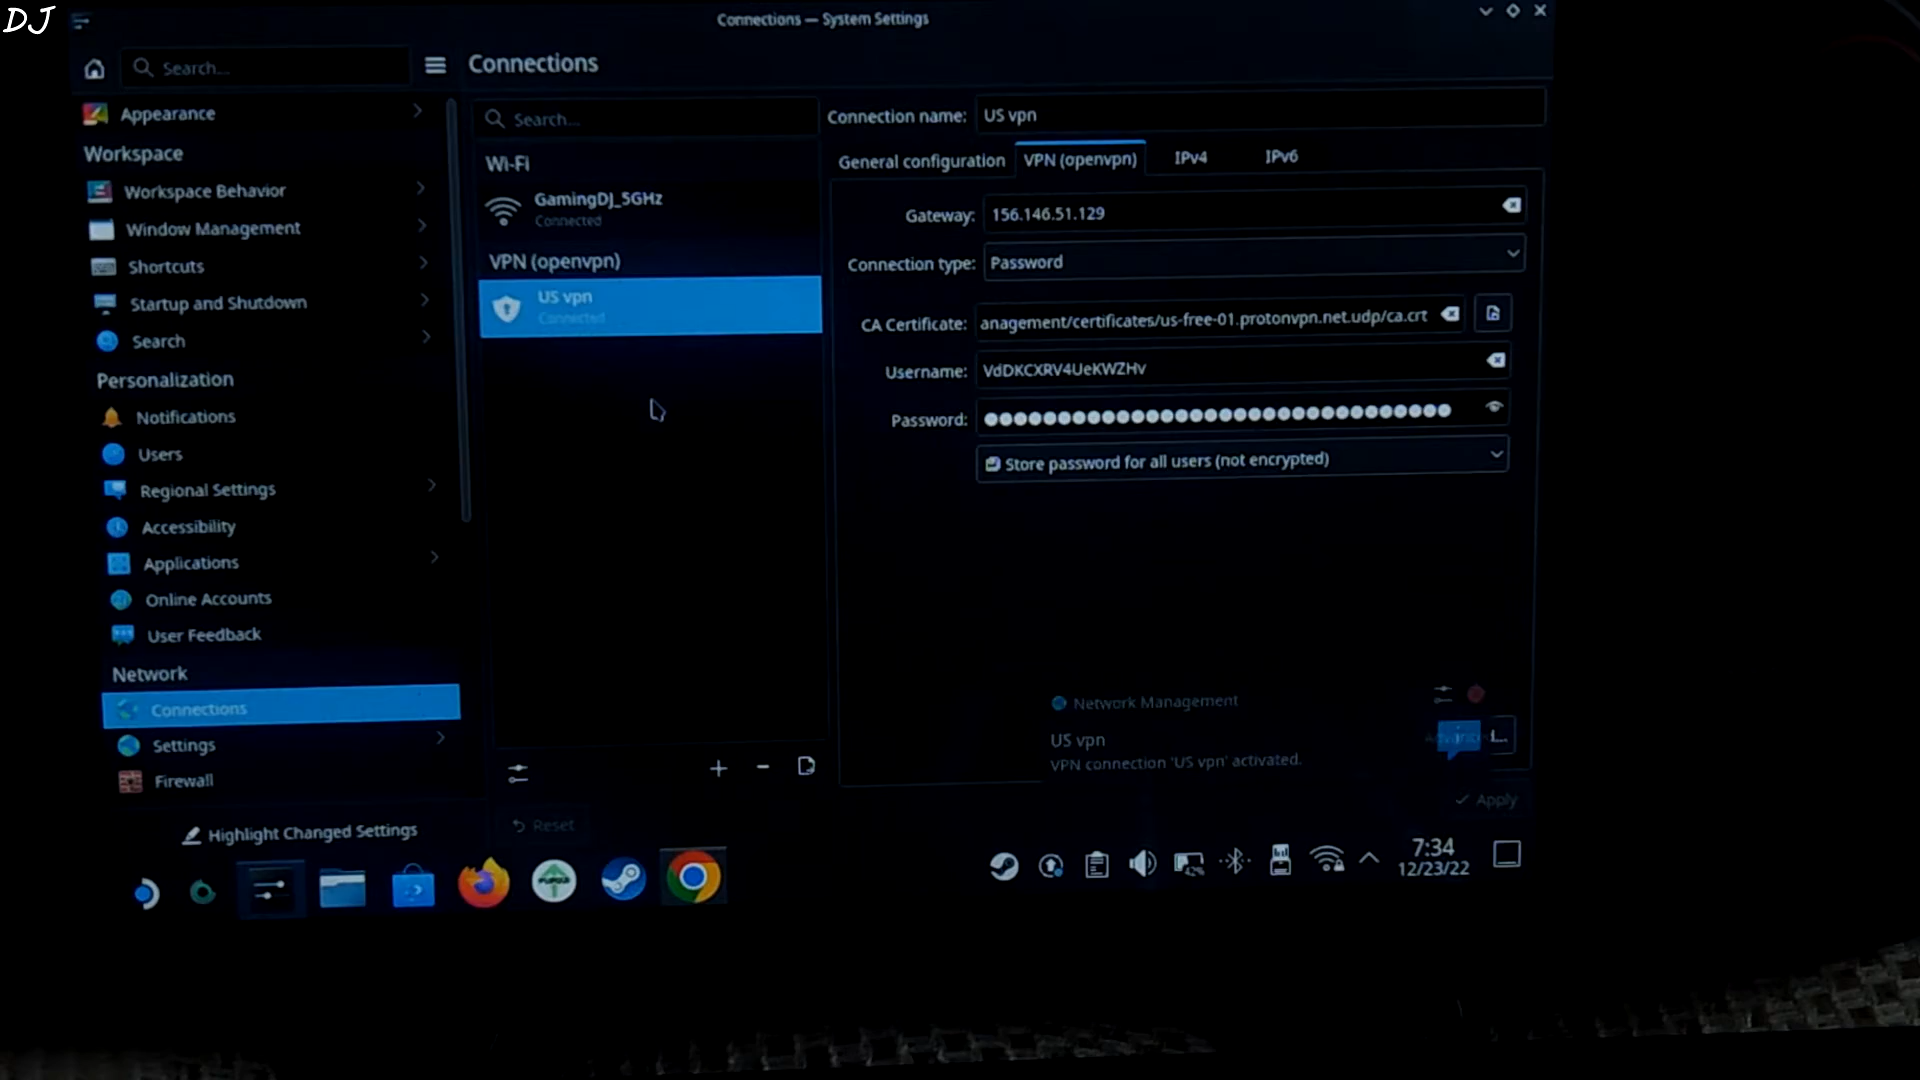 DJ
Connections — System Settings
Search...
Connections
Appearance
Workspace
Workspace Behavior
Window Management
Shortcuts
Startup and Shutdown
Search
Personalization
Notifications
Users
Regional Settings
Accessibility
Applications
Online Accounts
User Feedback
Network
Connections
Settings
Firewall
Highlight Changed Settings
Search...
Wi-Fi
GamingDJ_5GHz
Connected
VPN (openvpn)
US vpn
Connected
Reset
Connection name: US vpn
General configuration VPN (openvpn) IPv4 IPv6
Gateway: 156.146.51.129
Connection type: Password
CA Certificate: anagement/certificates/us-free-01.protonvpn.net.udp/ca.crt
Username: VdDKCXRV4UeKWZHv
Password:
Store password for all users (not encrypted)
Network Management
US vpn
VPN connection 'US vpn' activated.
Apply
42%
7:34
12/23/22